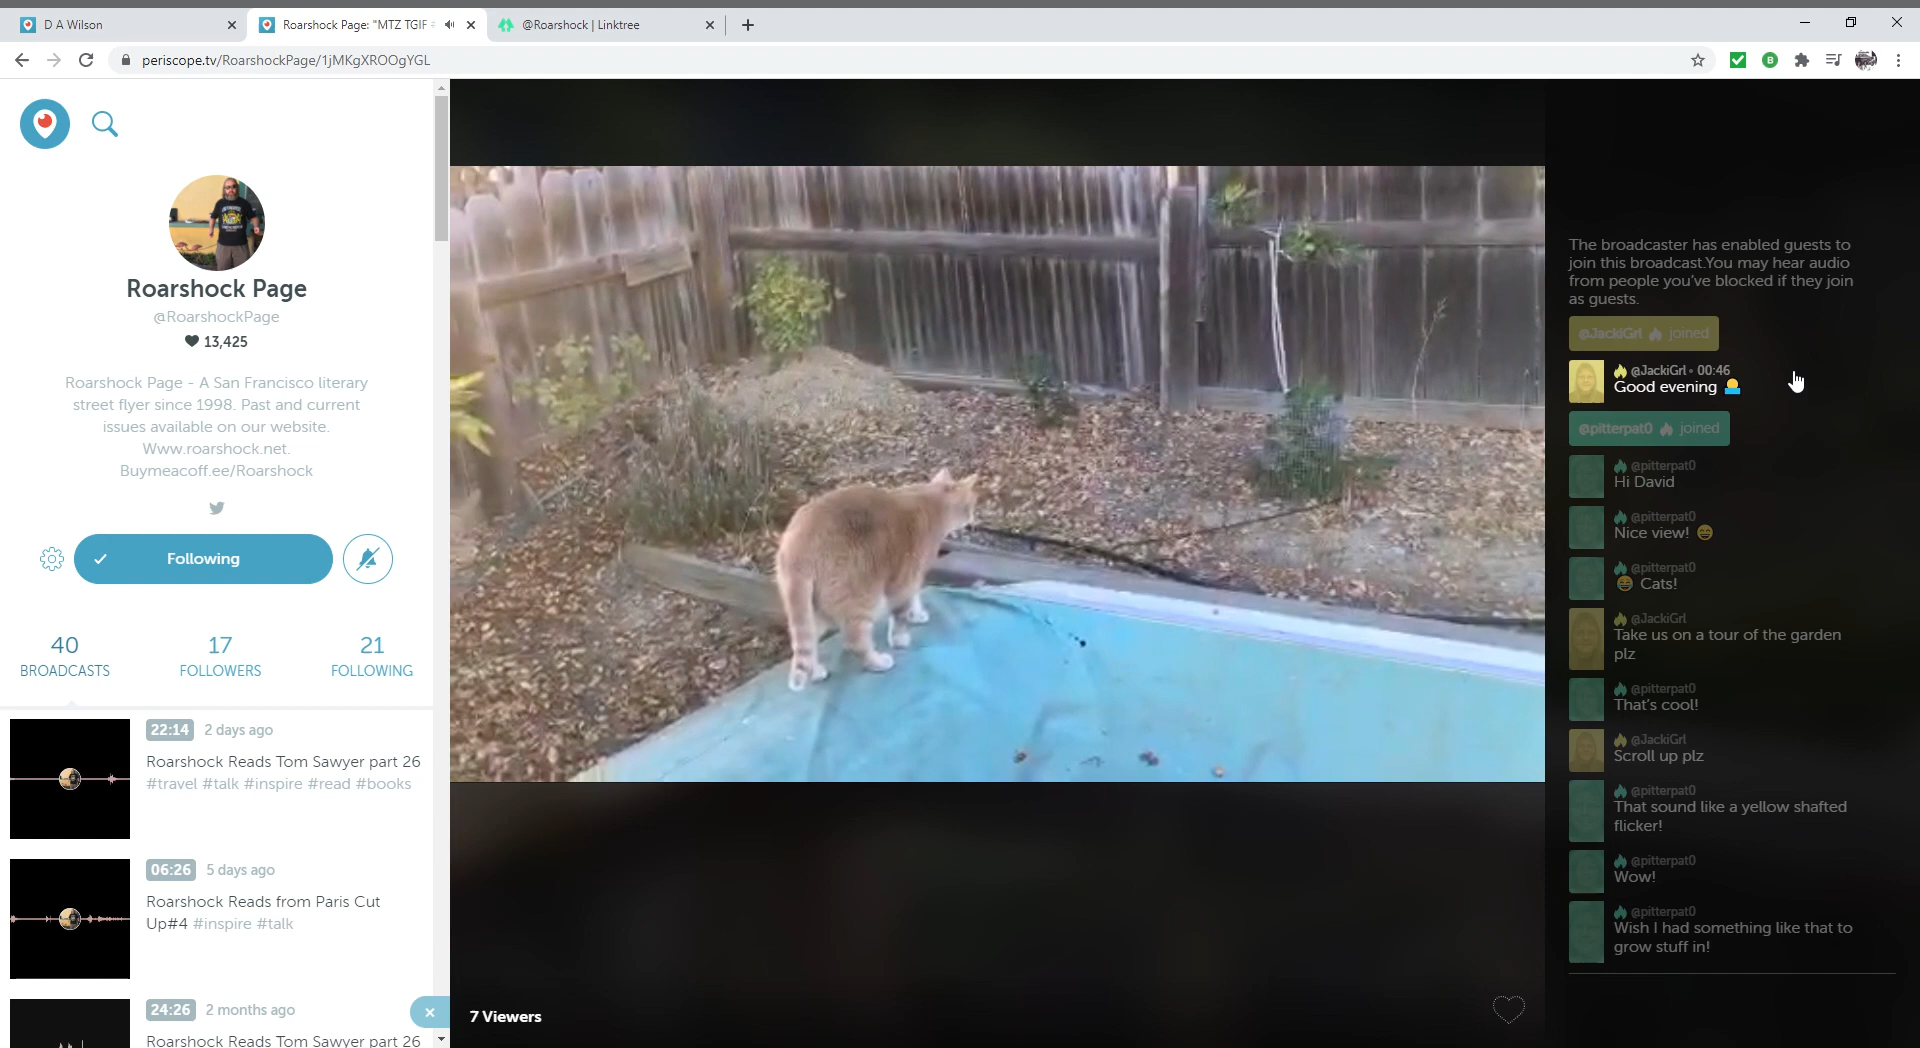 D A Wilson
Roarshock Page: "MTZ TGIF
@Roarshock | Linktree
periscope.tv/RoarshockPage/1jMKgXROOgYGL
B
Roarshock Page
@RoarshockPage
13,425
Roarshock Page - A San Francisco literary
street flyer since 1998. Past and current
issues available on our website.
Www.roarshock.net.
Buymeacoff.ee/Roarshock
Following
40
BROADCASTS
17
FOLLOWERS
21
FOLLOWING
22:14 2 days ago
Roarshock Reads Tom Sawyer part 26
#travel #talk #inspire #read #books
06:26 5 days ago
Roarshock Reads from Paris Cut
Up#4 #inspire #talk
24:26 2 months ago
Roarshock Reads Tom Sawyer part 26
7 Viewers
The broadcaster has enabled guests to
join this broadcast.You may hear audio
from people you've blocked if they join
as guests.
@JackiGrl 🔥 joined
🔥 @JackiGrl • 00:46
Good evening
@pitterpat0 🔥 joined
🔥 @pitterpat0
Hi David
🔥 @pitterpat0
Nice view! 😄
🔥 @pitterpat0
😄 Cats!
🔥 @JackiGrl
Take us on a tour of the garden
plz
🔥 @pitterpat0
That's cool!
🔥 @JackiGrl
Scroll up plz
🔥 @pitterpat0
That sound like a yellow shafted
flicker!
🔥 @pitterpat0
Wow!
🔥 @pitterpat0
Wish I had something like that to
grow stuff in!